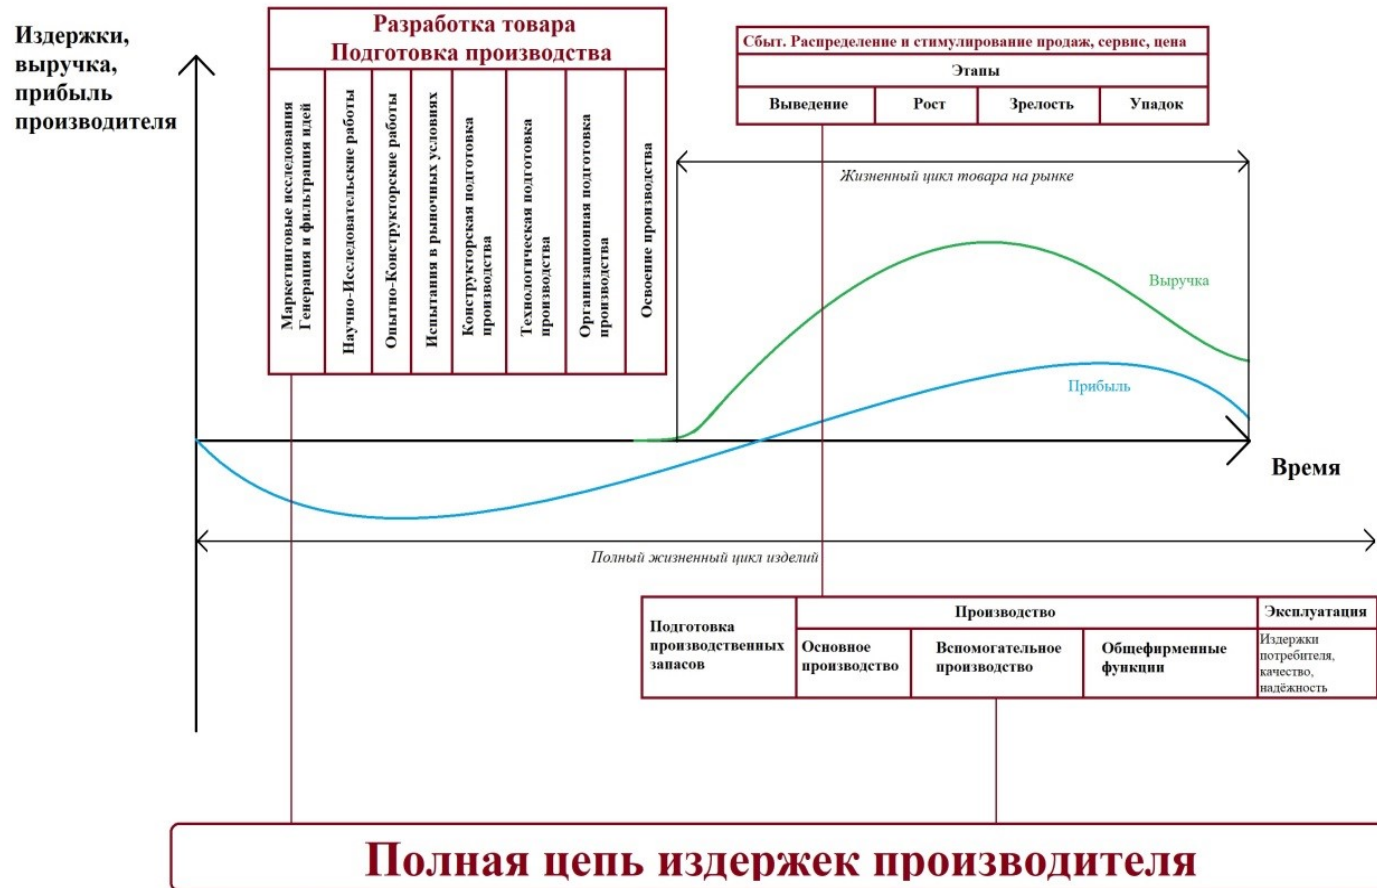 Издержки,
выручка,
прибыль
производителя
Разработка товара
Подготовка производства
Маркетинговые исследования
Генерация и фильтрация идей
Научно-Исследовательские работы
Опытно-Конструкторские работы
Испытания в рыночных условиях
Конструкторская подготовка
производства
Технологическая подготовка
производства
Организационная подготовка
производства
Освоение производства
Сбыт. Распределение и стимулирование продаж, сервис, цена
Этапы
Выведение
Рост
Зрелость
Упадок
Жизненный цикл товара на рынке
Выручка
Прибыль
Время
Полный жизненный цикл изделий
Подготовка
производственных
запасов
Производство
Основное
производство
Вспомогательное
производство
Общефирменные
функции
Эксплуатация
Издержки
потребителя,
качество,
надёжность
Полная цепь издержек производителя